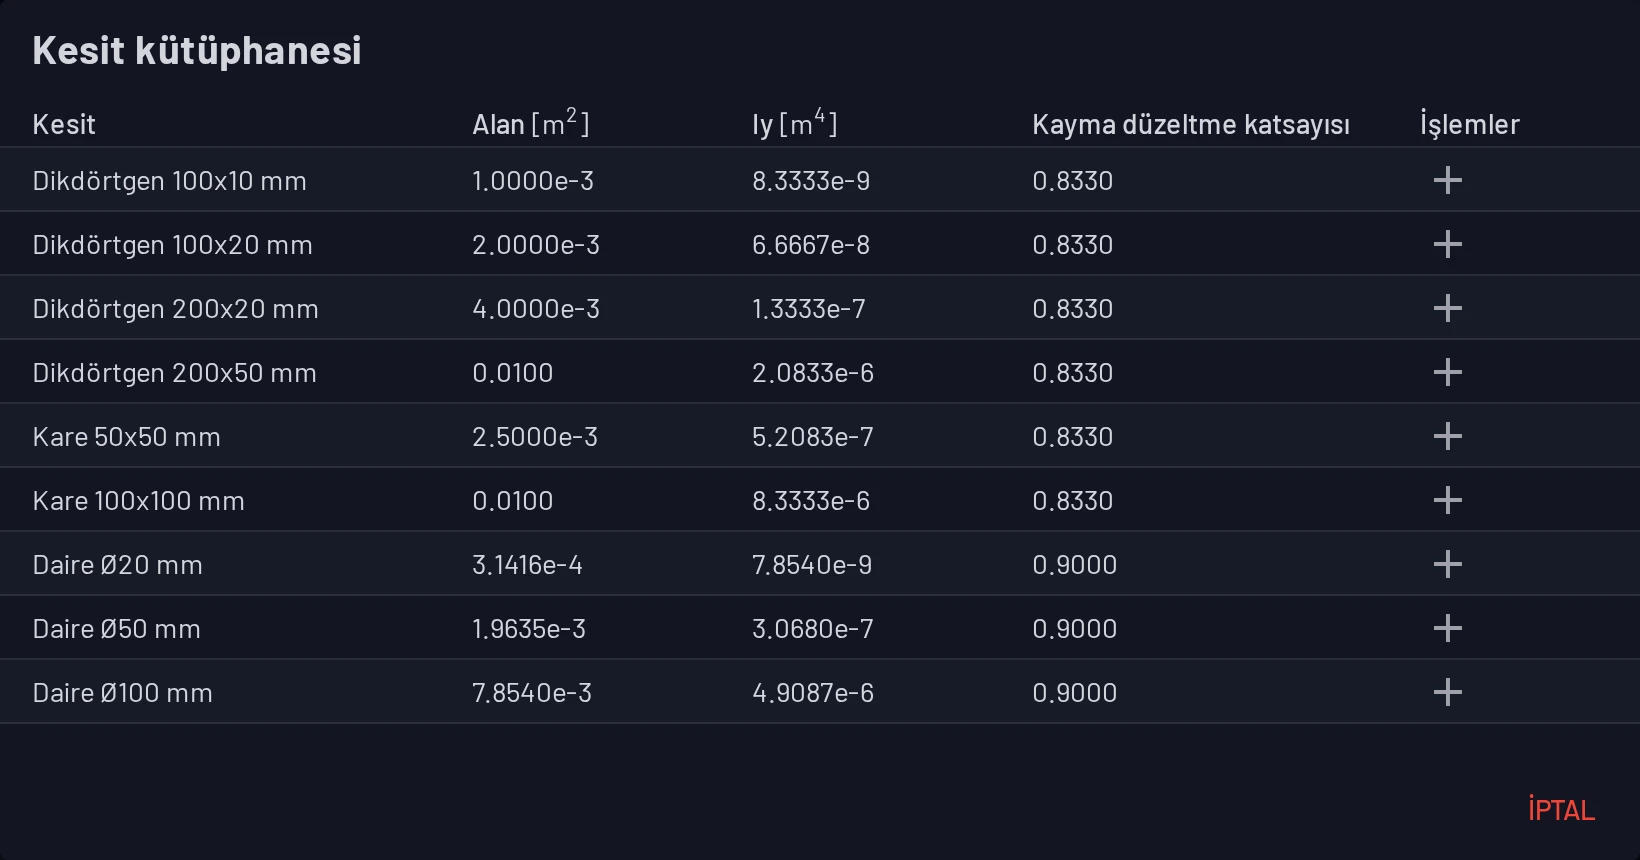 Kesit kütüphanesi
Kesit Alan [m²] Iy [m⁴] Kayma düzeltme katsayısı İşlemler
Dikdörtgen 100x10 mm 1.0000e-3 8.3333e-9 0.8330
Dikdörtgen 100x20 mm 2.0000e-3 6.6667e-8 0.8330
Dikdörtgen 200x20 mm 4.0000e-3 1.3333e-7 0.8330
Dikdörtgen 200x50 mm 0.0100 2.0833e-6 0.8330
Kare 50x50 mm 2.5000e-3 5.2083e-7 0.8330
Kare 100x100 mm 0.0100 8.3333e-6 0.8330
Daire Ø20 mm 3.1416e-4 7.8540e-9 0.9000
Daire Ø50 mm 1.9635e-3 3.0680e-7 0.9000
Daire Ø100 mm 7.8540e-3 4.9087e-6 0.9000
İPTAL